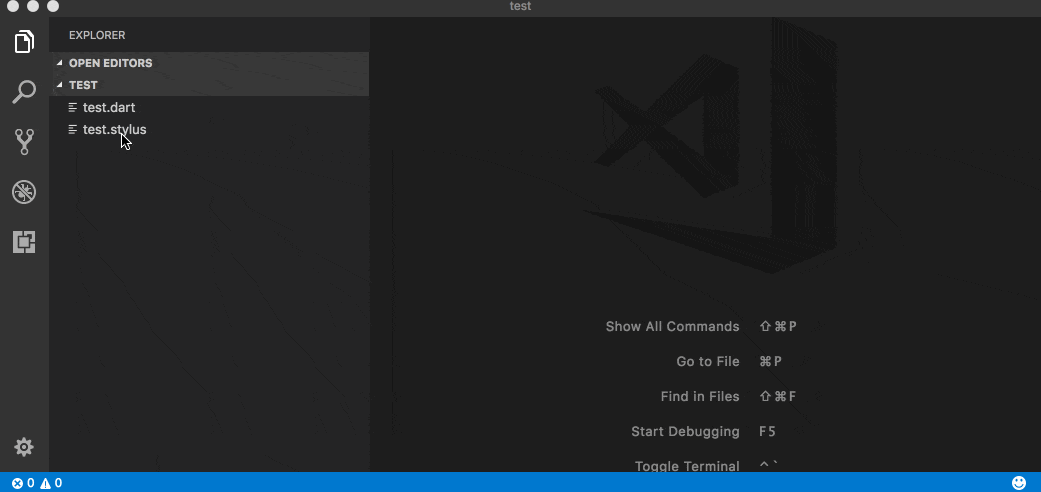 test
EXPLORER
OPEN EDITORS
TEST
test.dart
test.stylus
Show All Commands ⇧⌘P
Go to File ⌘P
Find in Files ⇧⌘F
Start Debugging F5
Toggle Terminal ^`
0 0